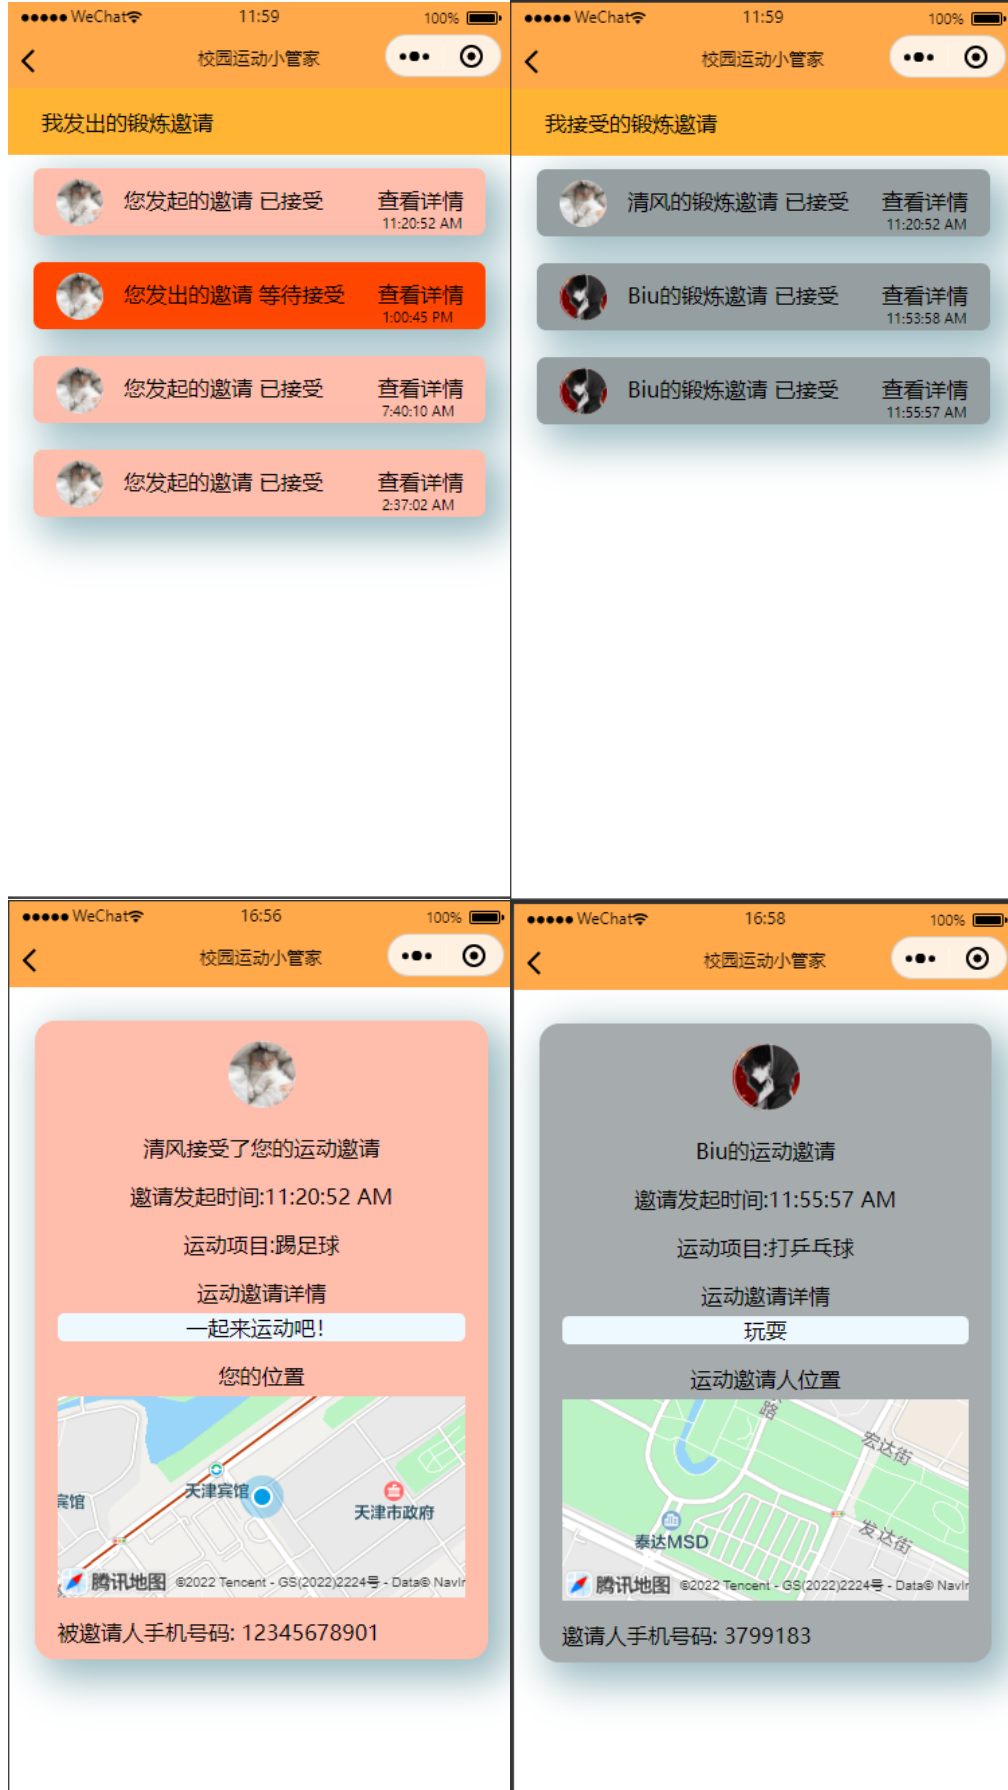 WeChat 11:59 100%
校园运动小管家
我发出的锻炼邀请
您发起的邀请 已接受 查看详情
11:20:52 AM
您发出的邀请 等待接受 查看详情
1:00:45 PM
您发起的邀请 已接受 查看详情
7:40:10 AM
您发起的邀请 已接受 查看详情
2:37:02 AM
WeChat 11:59 100%
校园运动小管家
我接受的锻炼邀请
清风的锻炼邀请 已接受 查看详情
11:20:52 AM
Biu的锻炼邀请 已接受 查看详情
11:53:58 AM
Biu的锻炼邀请 已接受 查看详情
11:55:57 AM
WeChat 16:56 100%
校园运动小管家
清风接受了您的运动邀请
邀请发起时间:11:20:52 AM
运动项目:踢足球
运动邀请详情
一起来运动吧!
您的位置
天津宾馆
宾馆
天津市政府
腾讯地图 ©2022 Tencent - GS(2022)2224号 - Data© NavIn
被邀请人手机号码: 12345678901
WeChat 16:58 100%
校园运动小管家
Biu的运动邀请
邀请发起时间:11:55:57 AM
运动项目:打乒乓球
运动邀请详情
玩耍
运动邀请人位置
路
宏达街
发达街
泰达MSD
腾讯地图 ©2022 Tencent - GS(2022)2224号 - Data© NavIn
邀请人手机号码: 3799183